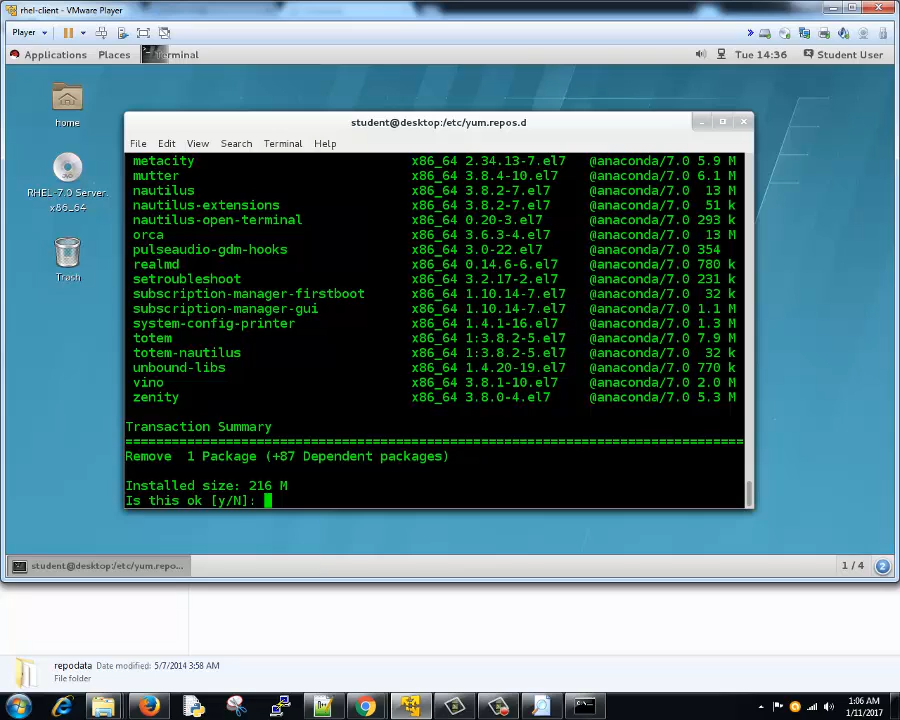 rhel-client - VMware Player
Player
Applications Places Terminal Tue 14:36 Student User
home
RHEL-7.0 Server.
x86_64
Trash
student@desktop:/etc/yum.repos.d
File Edit View Search Terminal Help
metacity x86_64 2.34.13-7.el7 @anaconda/7.0 5.9 M
mutter x86_64 3.8.4-10.el7 @anaconda/7.0 6.1 M
nautilus x86_64 3.8.2-7.el7 @anaconda/7.0 13 M
nautilus-extensions x86_64 3.8.2-7.el7 @anaconda/7.0 51 k
nautilus-open-terminal x86_64 0.20-3.el7 @anaconda/7.0 293 k
orca x86_64 3.6.3-4.el7 @anaconda/7.0 13 M
pulseaudio-gdm-hooks x86_64 3.0-22.el7 @anaconda/7.0 354
realmd x86_64 0.14.6-6.el7 @anaconda/7.0 780 k
setroubleshoot x86_64 3.2.17-2.el7 @anaconda/7.0 231 k
subscription-manager-firstboot x86_64 1.10.14-7.el7 @anaconda/7.0 32 k
subscription-manager-gui x86_64 1.10.14-7.el7 @anaconda/7.0 1.1 M
system-config-printer x86_64 1.4.1-16.el7 @anaconda/7.0 1.3 M
totem x86_64 1:3.8.2-5.el7 @anaconda/7.0 7.9 M
totem-nautilus x86_64 1:3.8.2-5.el7 @anaconda/7.0 32 k
unbound-libs x86_64 1.4.20-19.el7 @anaconda/7.0 770 k
vino x86_64 3.8.1-10.el7 @anaconda/7.0 2.0 M
zenity x86_64 3.8.0-4.el7 @anaconda/7.0 5.3 M
Transaction Summary
================================================================================
Remove 1 Package (+87 Dependent packages)
Installed size: 216 M
Is this ok [y/N]:
student@desktop:/etc/yum.repo... 1 / 4 2
repodata Date modified: 5/7/2014 3:58 AM
File folder
1:06 AM
1/11/2017